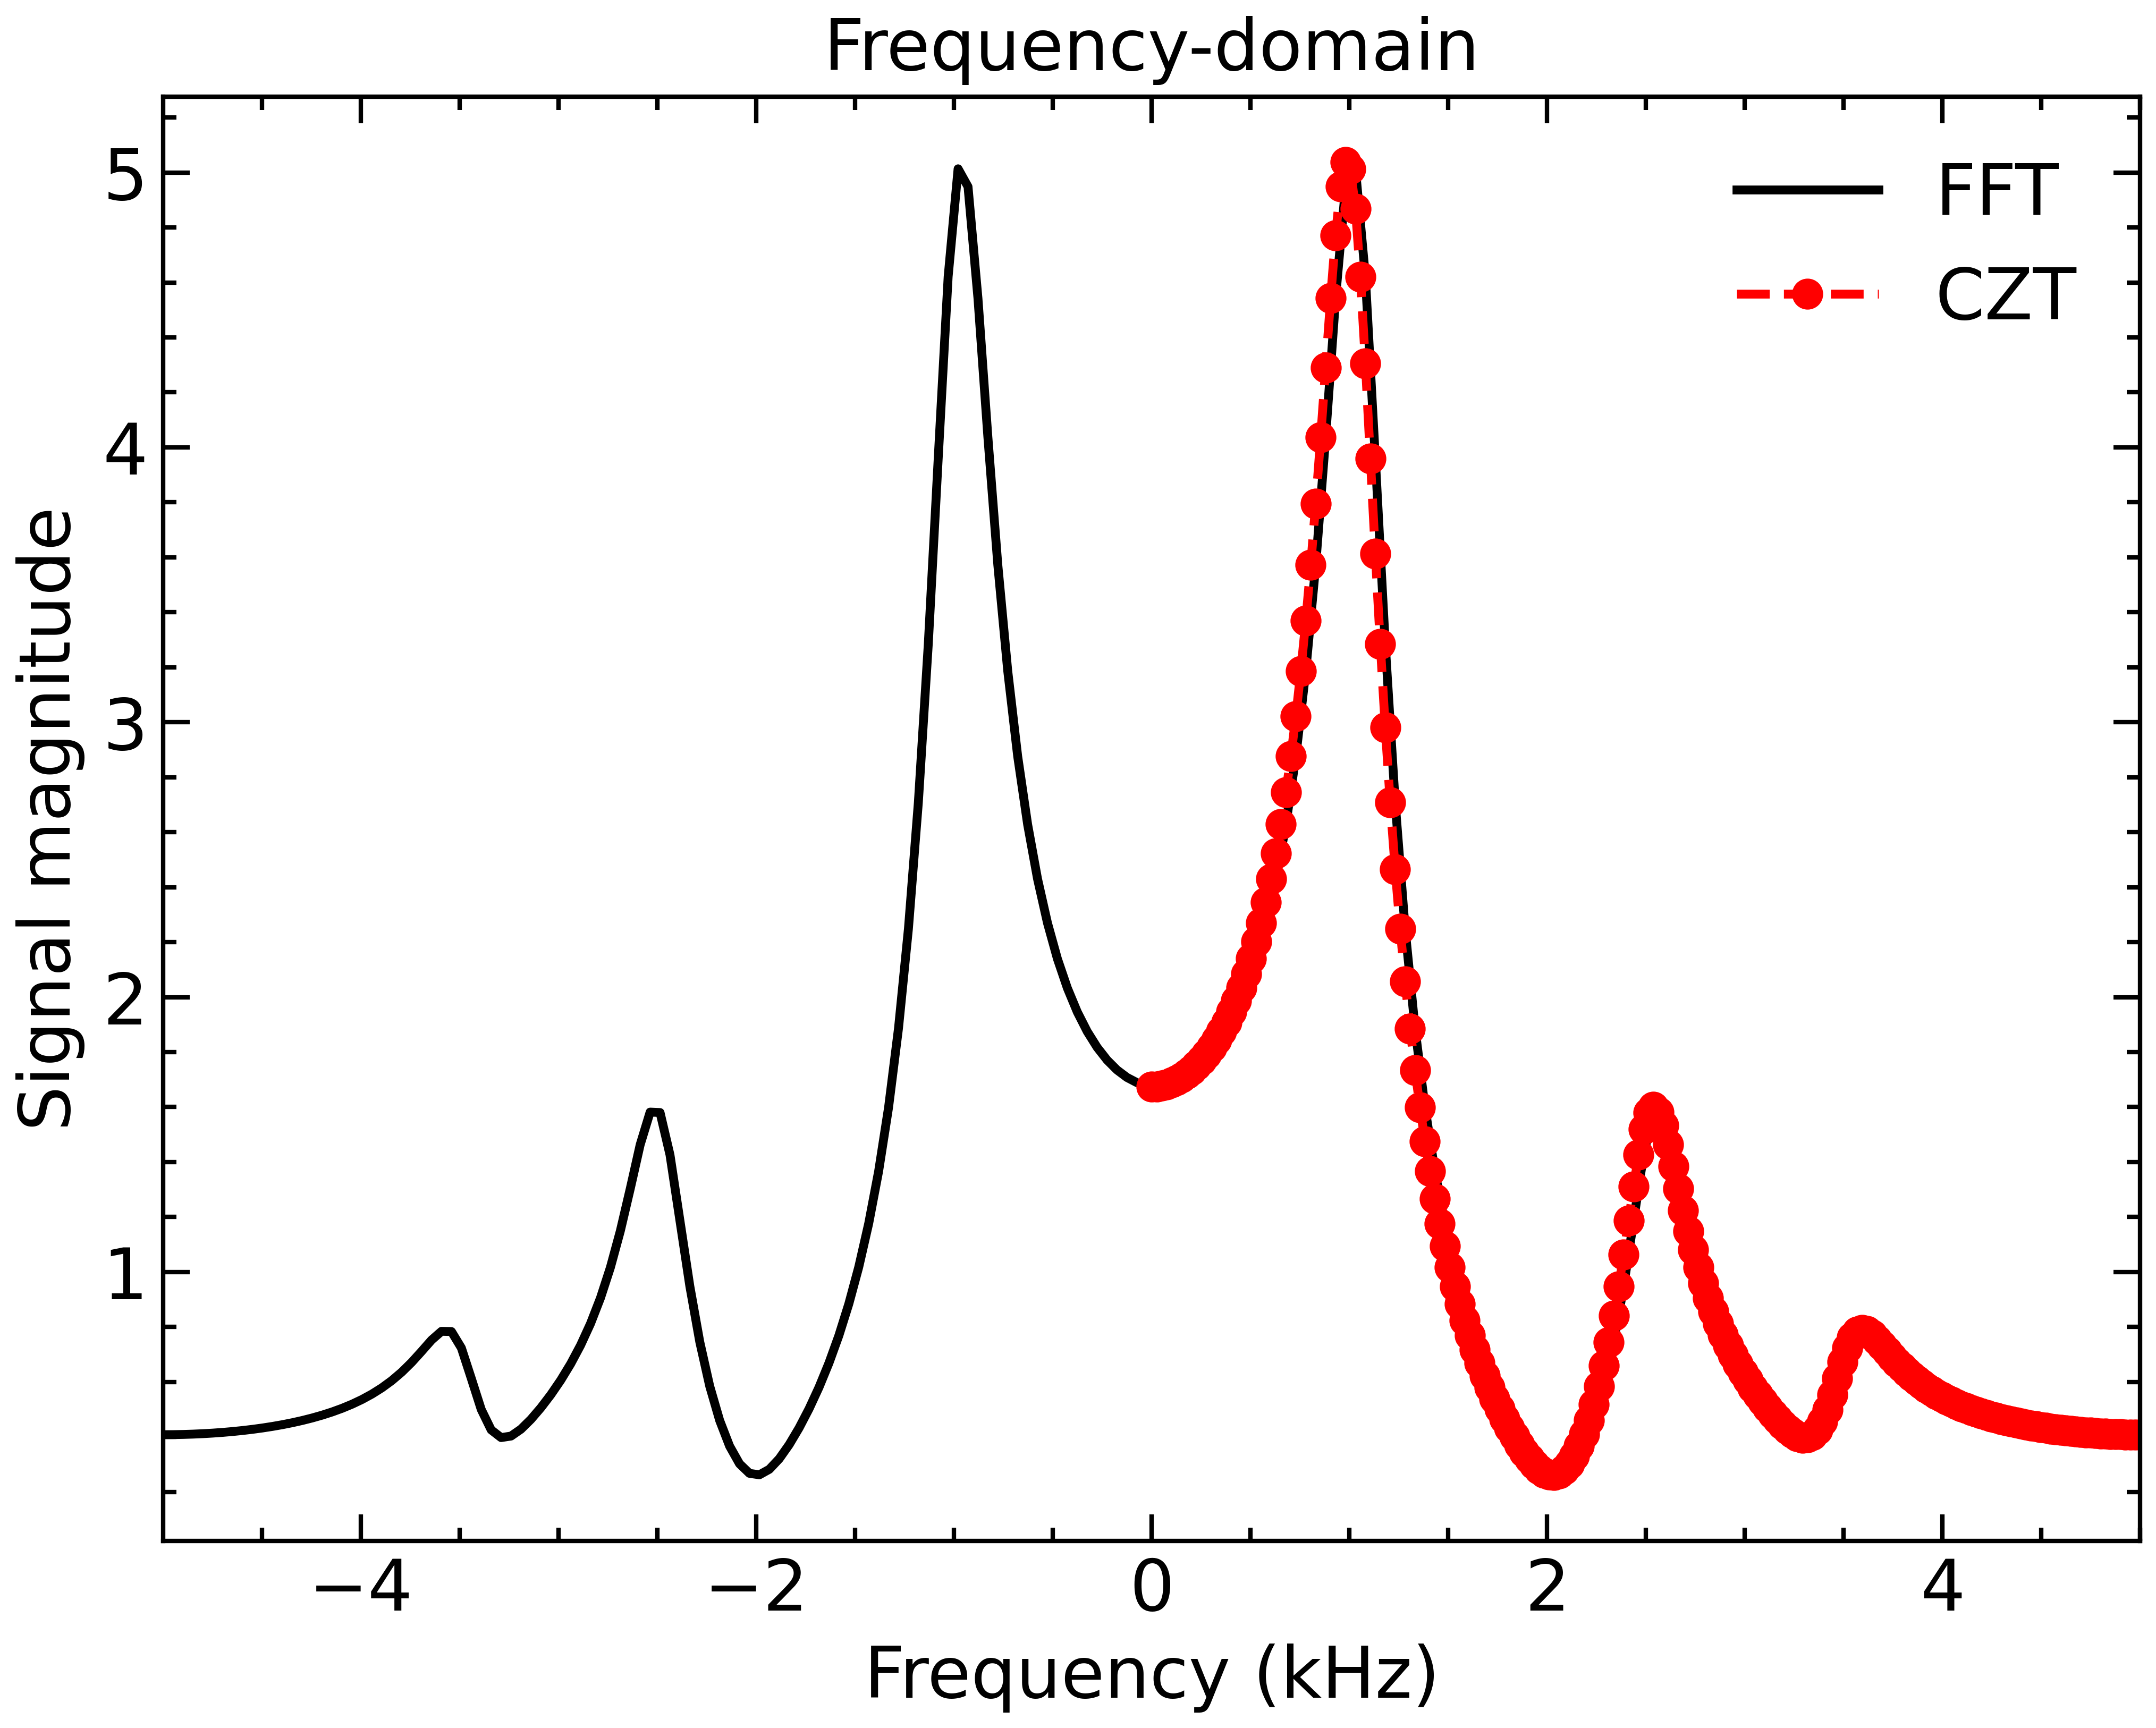 Frequency-domain
FFT
CZT
5
4
3
2
1
Signal magnitude
−4
−2
0
2
4
Frequency (kHz)